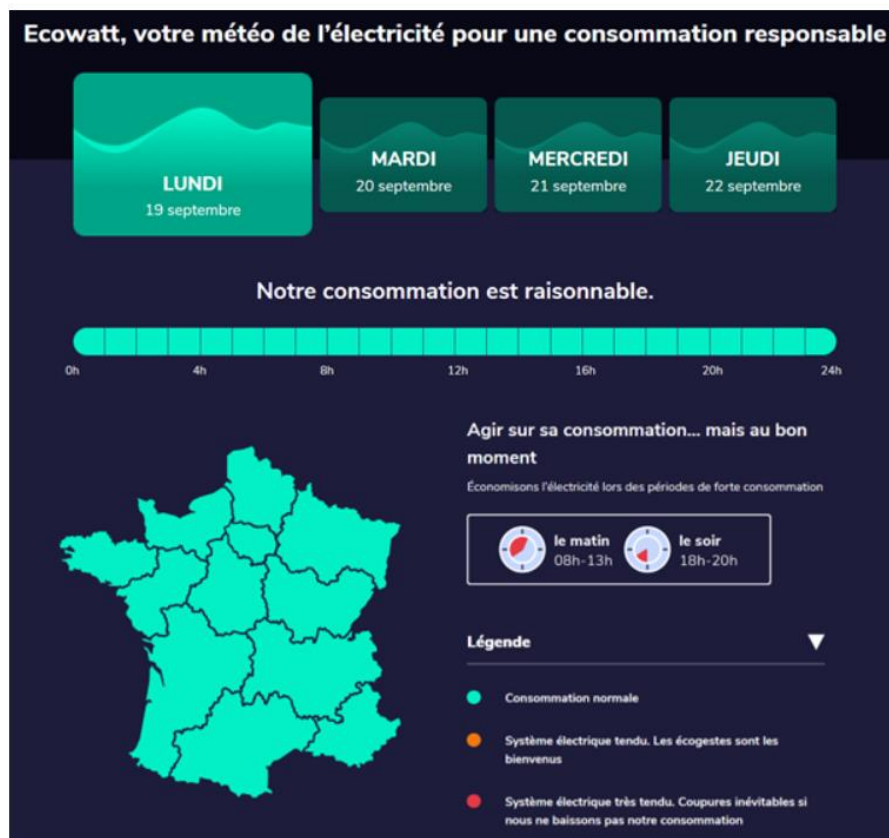 Ecowatt, votre météo de l’électricité pour une consommation responsable
LUNDI
19 septembre
MARDI
20 septembre
MERCREDI
21 septembre
JEUDI
22 septembre
Notre consommation est raisonnable.
0h 4h 8h 12h 16h 20h 24h
Agir sur sa consommation... mais au bon
moment
Économisons l'électricité lors des périodes de forte consommation
le matin
08h-13h
le soir
18h-20h
Légende
Consommation normale
Système électrique tendu. Les écogestes sont les
bienvenus
Système électrique très tendu. Coupures inévitables si
nous ne baissons pas notre consommation